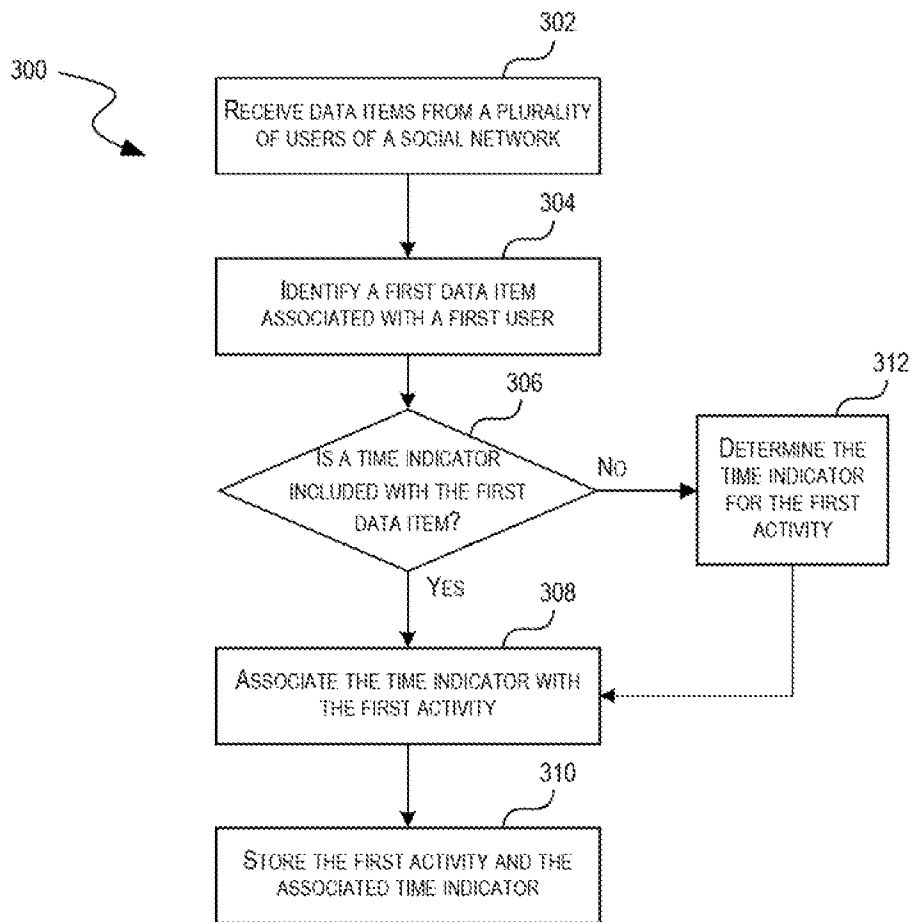 302
300
RECEIVE DATA ITEMS FROM A PLURALITY
OF USERS OF A SOCIAL NETWORK
304
IDENTIFY A FIRST DATA ITEM
ASSOCIATED WITH A FIRST USER
306
312
IS A TIME INDICATOR
INCLUDED WITH THE FIRST
DATA ITEM?
NO
DETERMINE THE
TIME INDICATOR
FOR THE FIRST
ACTIVITY
YES
308
ASSOCIATE THE TIME INDICATOR WITH
THE FIRST ACTIVITY
310
STORE THE FIRST ACTIVITY AND THE
ASSOCIATED TIME INDICATOR